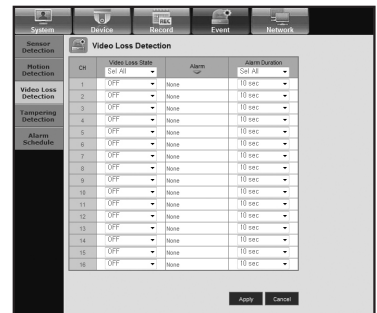 System Device Record Event Network
REC
Sensor Detection
Motion Detection
Video Loss Detection
Tampering Detection
Alarm Schedule
Video Loss Detection
CH Video Loss State Alarm Alarm Duration
Sel All Sel All
1 OFF None 10 sec
2 OFF None 10 sec
3 OFF None 10 sec
4 OFF None 10 sec
5 OFF None 10 sec
6 OFF None 10 sec
7 OFF None 10 sec
8 OFF None 10 sec
9 OFF None 10 sec
10 OFF None 10 sec
11 OFF None 10 sec
12 OFF None 10 sec
13 OFF None 10 sec
14 OFF None 10 sec
15 OFF None 10 sec
16 OFF None 10 sec
Apply Cancel